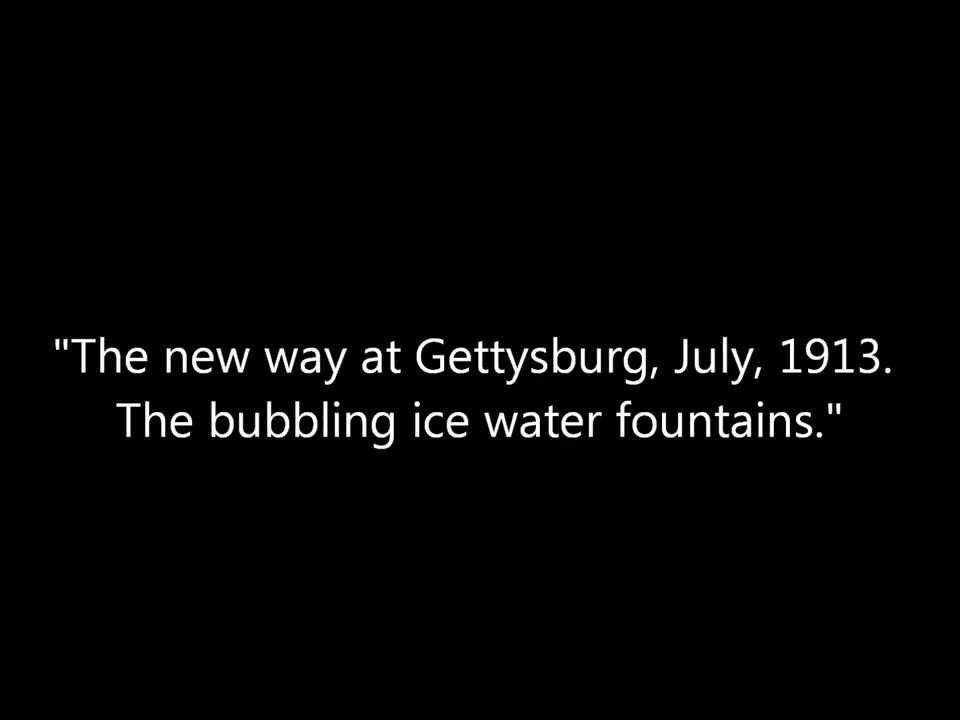 "The new way at Gettysburg, July, 1913.
The bubbling ice water fountains."